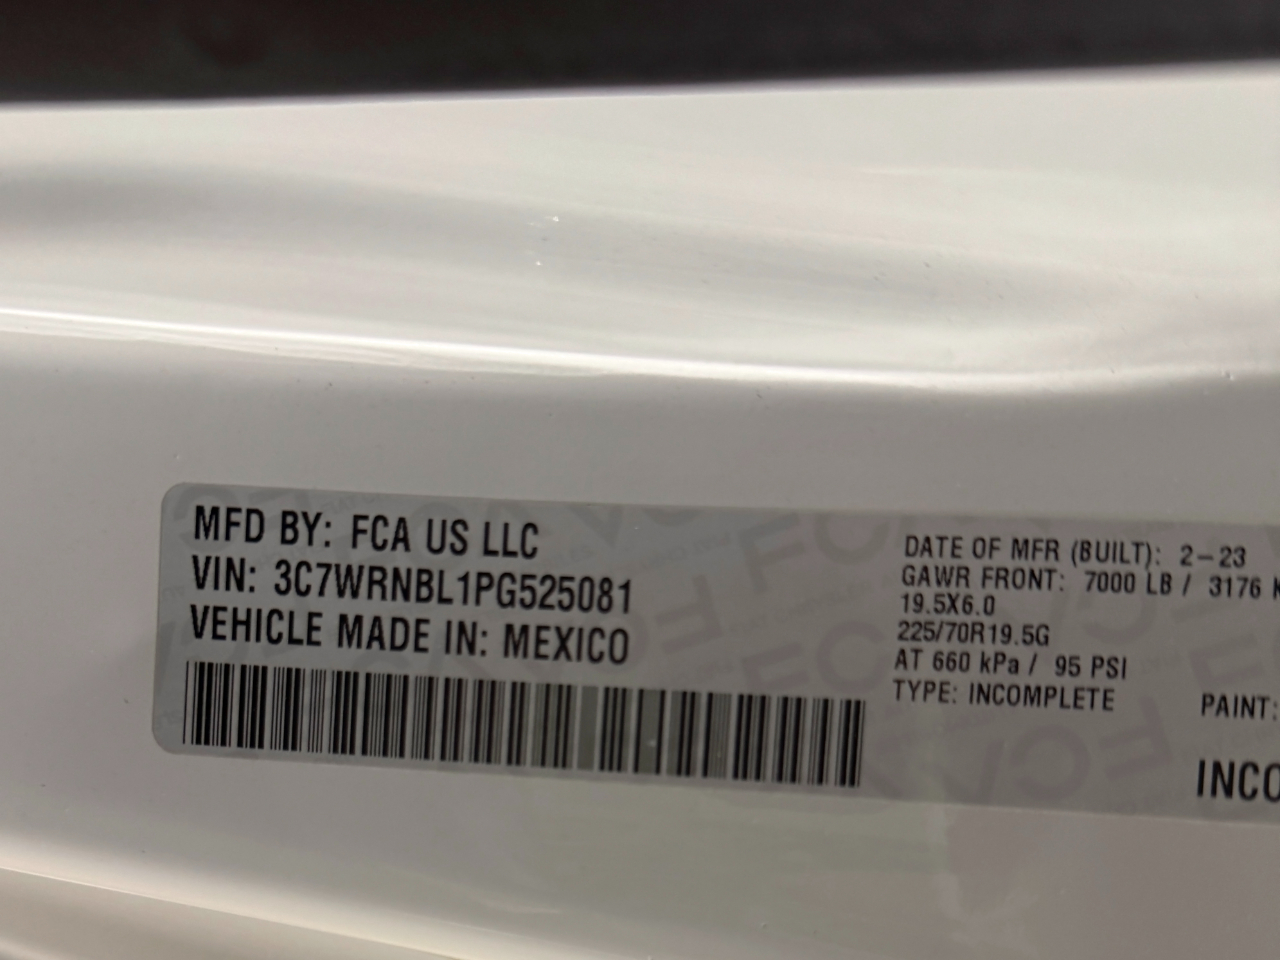 MFD BY: FCA US LLC
VIN: 3C7WRNBL1PG525081
VEHICLE MADE IN: MEXICO
DATE OF MFR (BUILT): 2-23
GAWR FRONT: 7000 LB / 3176 K
19.5X6.0
225/70R19.5G
AT 660 kPa / 95 PSI
TYPE: INCOMPLETE
PAINT:
INCO